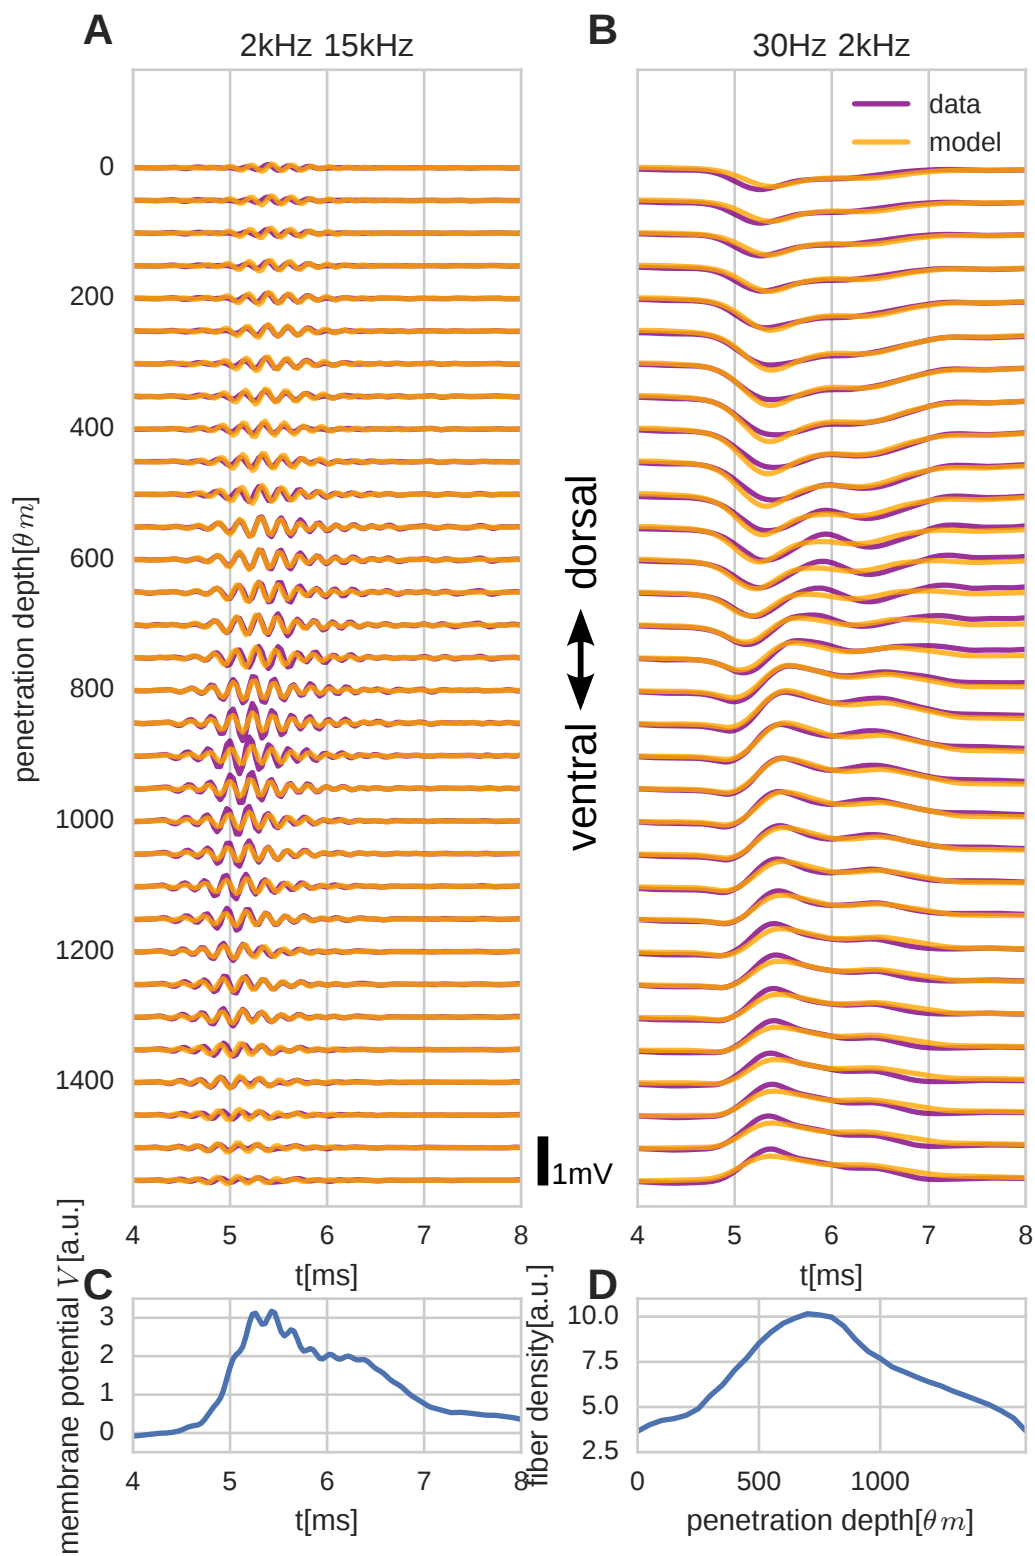 A
2kHz 15kHz
B
30Hz 2kHz
data
model
0
200
400
600
800
1000
1200
1400
penetration depth[θm]
dorsal
ventral
1mV
4 5 6 7 8
t[ms]
4 5 6 7 8
t[ms]
C
membrane potential V[a.u.]
3
2
1
0
4 5 6 7 8
t[ms]
D
fiber density[a.u.]
10.0
7.5
5.0
2.5
0 500 1000
penetration depth[θm]